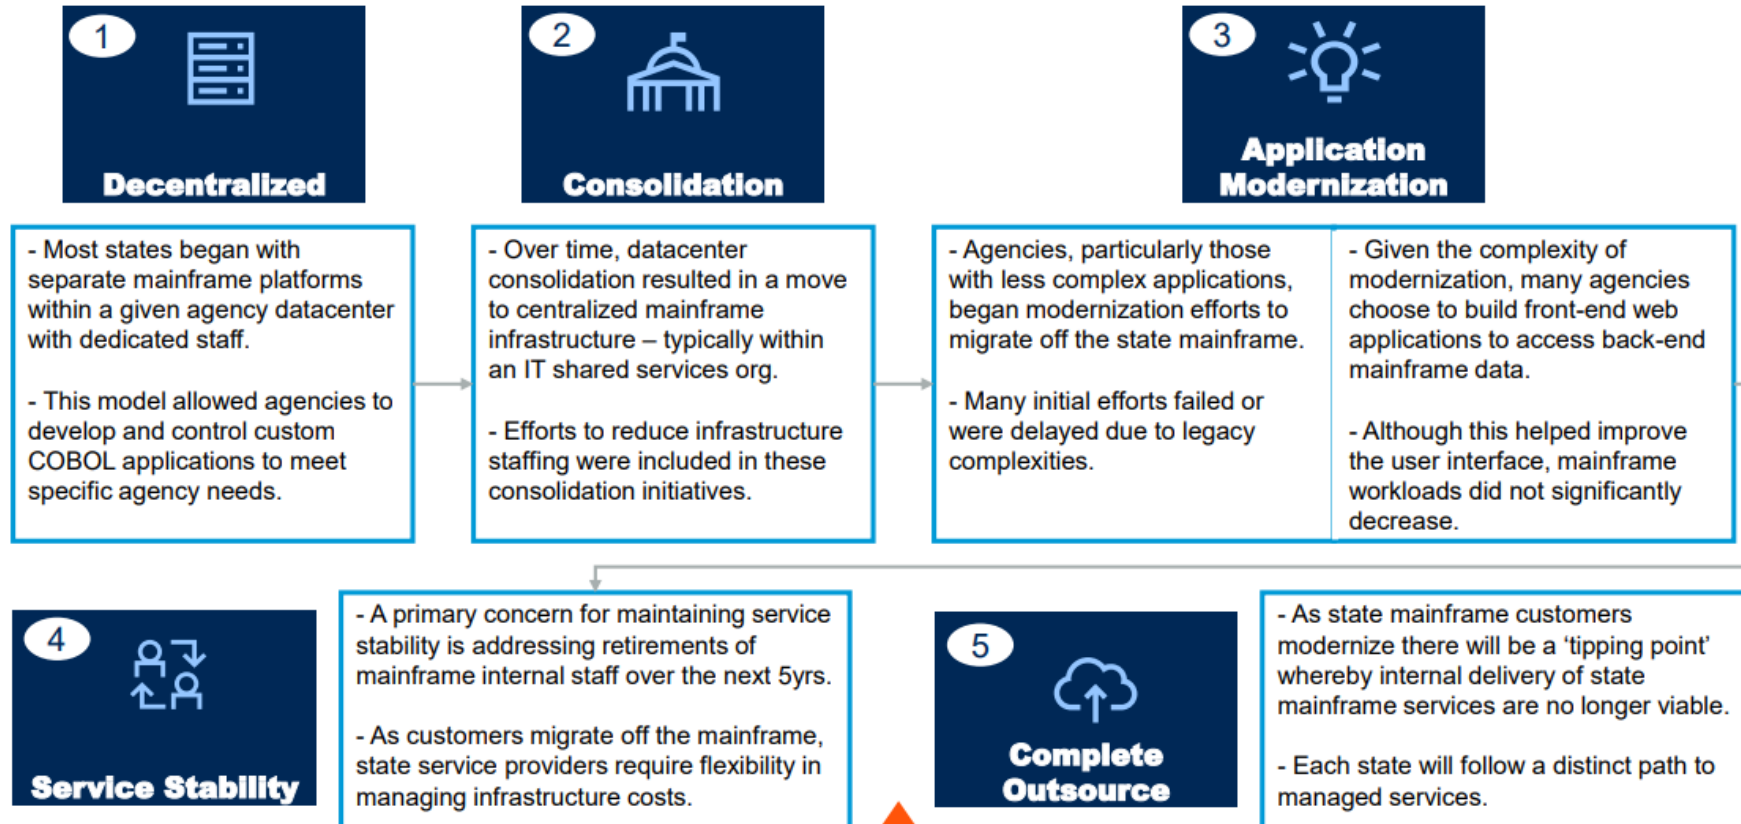 1
Decentralized
- Most states began with
separate mainframe platforms
within a given agency datacenter
with dedicated staff.
- This model allowed agencies to
develop and control custom
COBOL applications to meet
specific agency needs.
2
Consolidation
- Over time, datacenter
consolidation resulted in a move
to centralized mainframe
infrastructure – typically within
an IT shared services org.
- Efforts to reduce infrastructure
staffing were included in these
consolidation initiatives.
3
Application
Modernization
- Agencies, particularly those
with less complex applications,
began modernization efforts to
migrate off the state mainframe.
- Many initial efforts failed or
were delayed due to legacy
complexities.
- Given the complexity of
modernization, many agencies
choose to build front-end web
applications to access back-end
mainframe data.
- Although this helped improve
the user interface, mainframe
workloads did not significantly
decrease.
4
Service Stability
- A primary concern for maintaining service
stability is addressing retirements of
mainframe internal staff over the next 5yrs.
- As customers migrate off the mainframe,
state service providers require flexibility in
managing infrastructure costs.
5
Complete
Outsource
- As state mainframe customers
modernize there will be a ‘tipping point’
whereby internal delivery of state
mainframe services are no longer viable.
- Each state will follow a distinct path to
managed services.